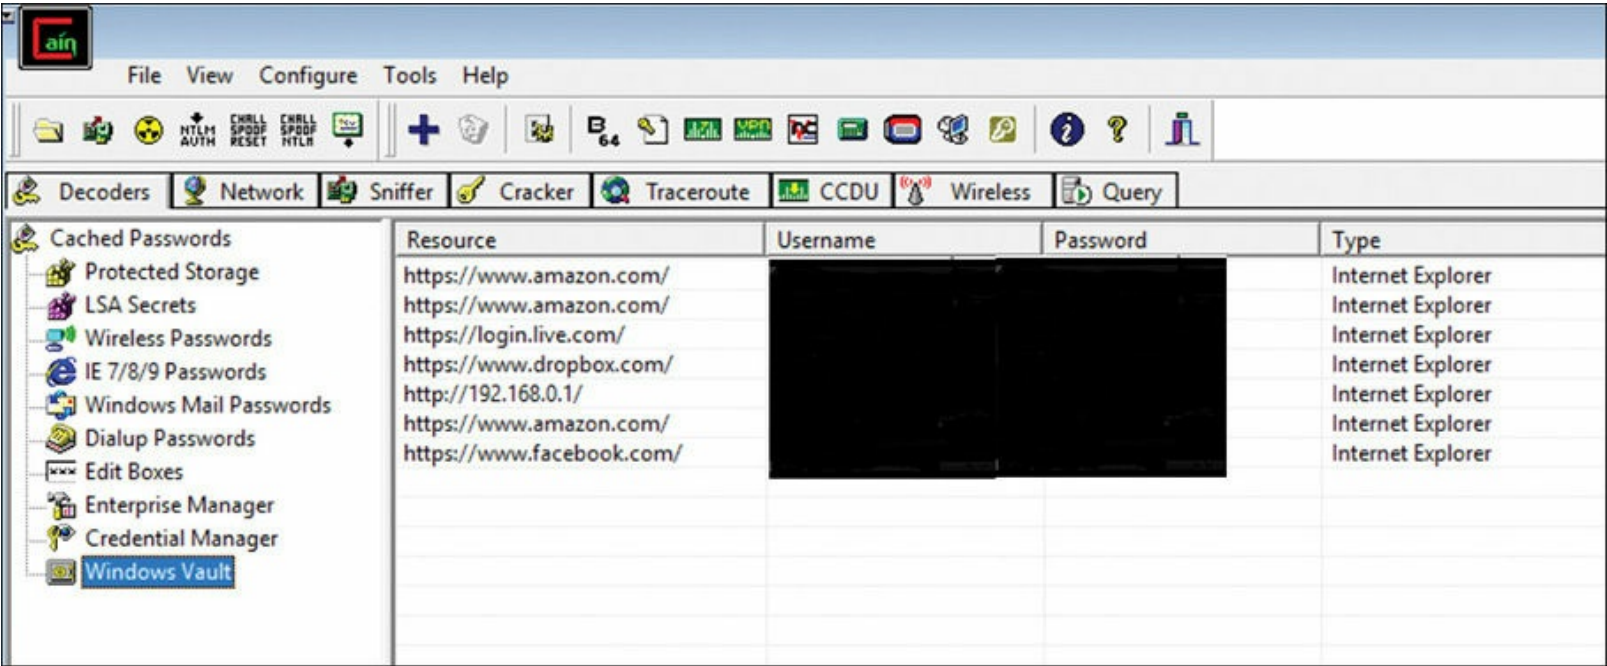 Cain
File View Configure Tools Help
NTLM AUTH CHALL SPOOF RESET CHALL SPOOF NTLM B 64 VPN
Decoders Network Sniffer Cracker Traceroute CCDU Wireless Query
Cached Passwords
Protected Storage
LSA Secrets
Wireless Passwords
IE 7/8/9 Passwords
Windows Mail Passwords
Dialup Passwords
Edit Boxes
Enterprise Manager
Credential Manager
Windows Vault
Resource Username Password Type
https://www.amazon.com/ Internet Explorer
https://www.amazon.com/ Internet Explorer
https://login.live.com/ Internet Explorer
https://www.dropbox.com/ Internet Explorer
http://192.168.0.1/ Internet Explorer
https://www.amazon.com/ Internet Explorer
https://www.facebook.com/ Internet Explorer